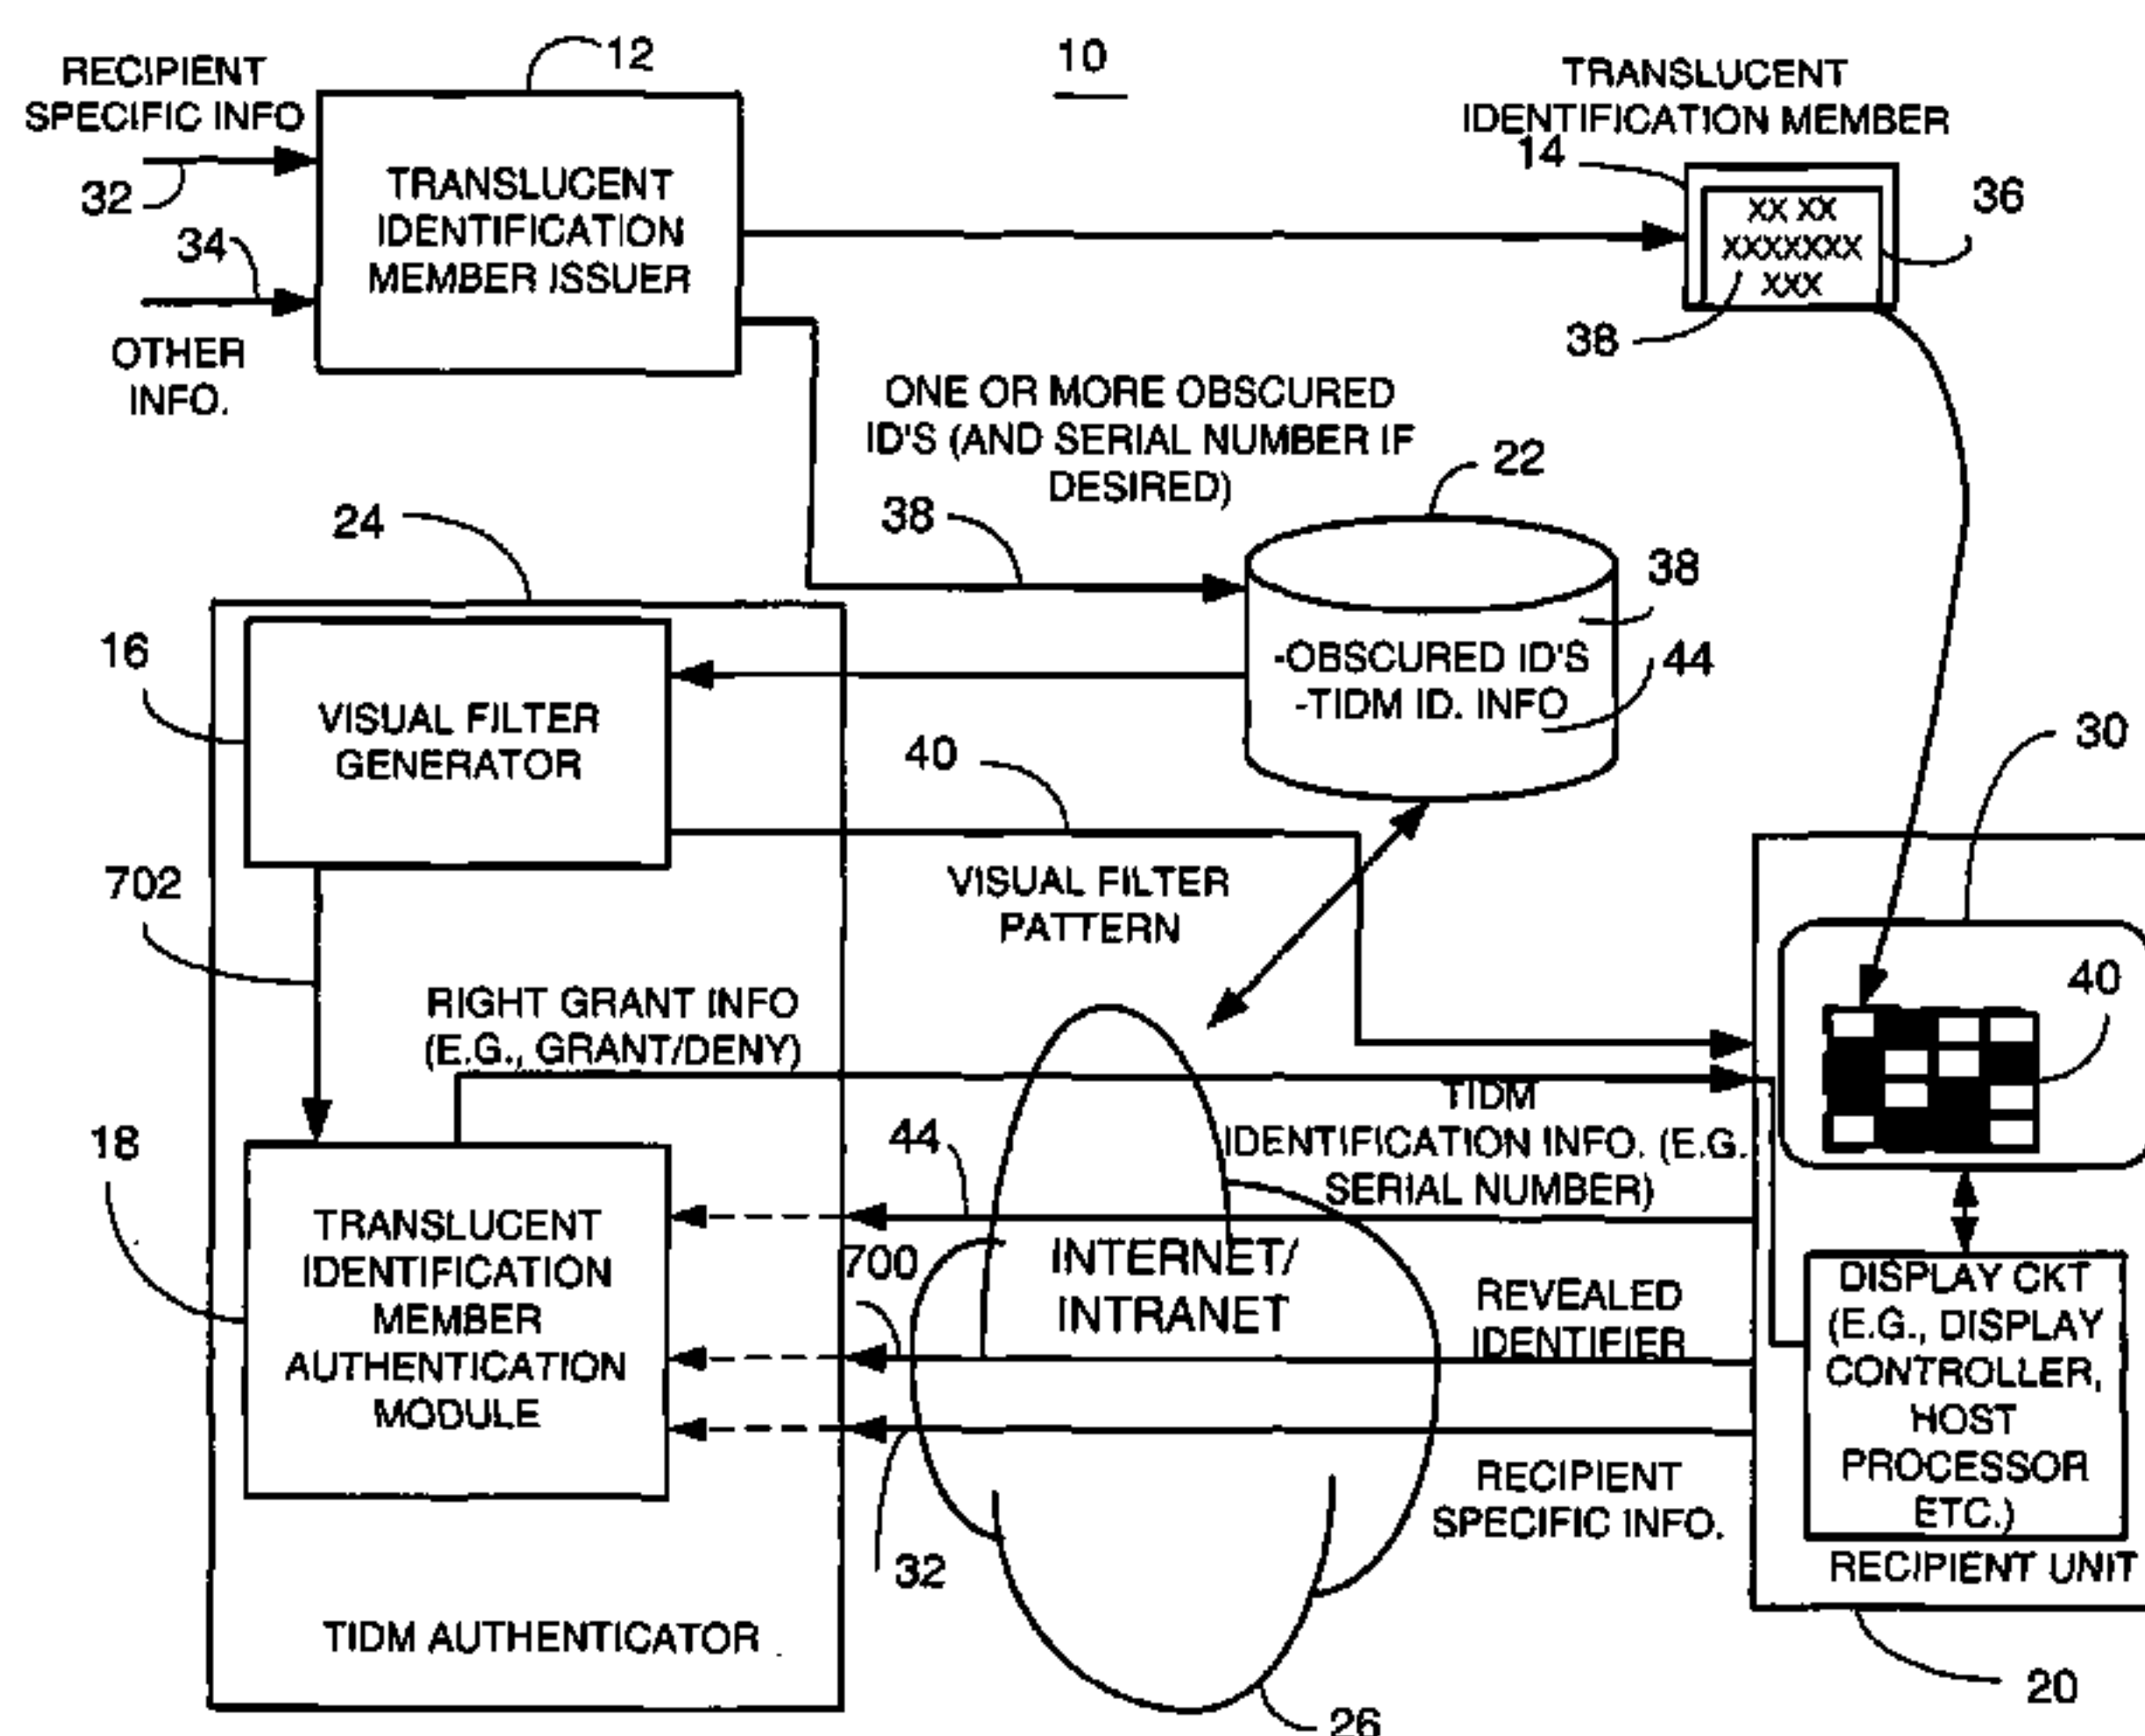 12
10
RECIPIENT
SPECIFIC INFO
32
34
OTHER
INFO.
TRANSLUCENT
IDENTIFICATION
MEMBER ISSUER
TRANSLUCENT
IDENTIFICATION MEMBER
14
XX XX
XXXXXXX
XXX
36
38
ONE OR MORE OBSCURED
ID'S (AND SERIAL NUMBER IF
DESIRED)
38
22
38
-OBSCURED ID'S
-TIDM ID. INFO
44
24
16
VISUAL FILTER
GENERATOR
40
VISUAL FILTER
PATTERN
702
30
40
RIGHT GRANT INFO
(E.G., GRANT/DENY)
18
TRANSLUCENT
IDENTIFICATION
MEMBER
AUTHENTICATION
MODULE
44
TIDM
IDENTIFICATION INFO. (E.G.
SERIAL NUMBER)
700
INTERNET/
INTRANET
REVEALED
IDENTIFIER
32
RECIPIENT
SPECIFIC INFO.
DISPLAY CKT
(E.G., DISPLAY
CONTROLLER,
HOST
PROCESSOR
ETC.)
RECIPIENT UNIT
20
TIDM AUTHENTICATOR
26